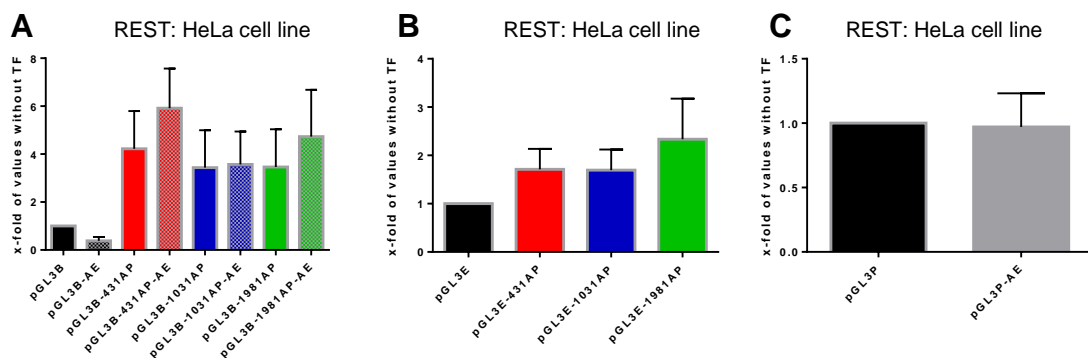 A
REST: HeLa cell line
x-fold of values without TF
8
6
4
2
0
pGL3B
pGL3B-AE
pGL3B-431AP
pGL3B-431AP-AE
pGL3B-1031AP
pGL3B-1031AP-AE
pGL3B-1981AP
pGL3B-1981AP-AE
B
REST: HeLa cell line
x-fold of values without TF
4
3
2
1
0
pGL3E
pGL3E-431AP
pGL3E-1031AP
pGL3E-1981AP
C
REST: HeLa cell line
x-fold of values without TF
1.5
1.0
0.5
0.0
pGL3P
pGL3P-AE